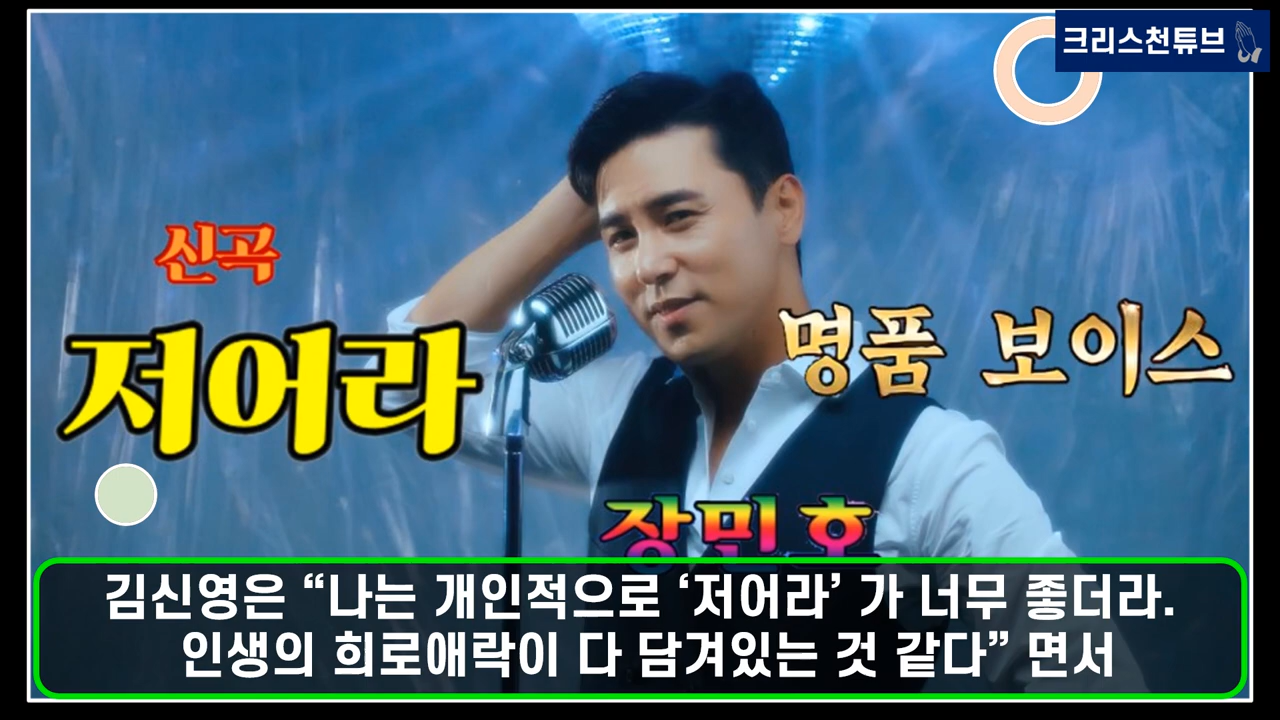 크리스천튜브
신곡
저어라
명품 보이스
장민호
김신영은 “나는 개인적으로 ‘저어라’ 가 너무 좋더라.
인생의 희로애락이 다 담겨있는 것 같다” 면서